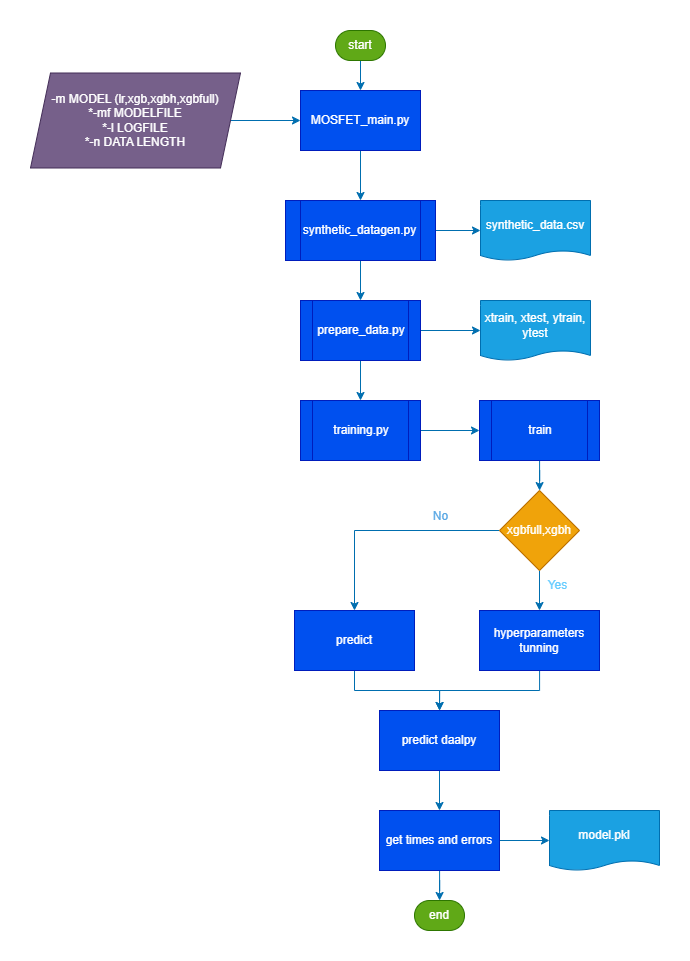 start
-m MODEL (lr,xgb,xgbh,xgbfull)
*-mf MODELFILE
*-l LOGFILE
*-n DATA LENGTH
MOSFET_main.py
synthetic_datagen.py
synthetic_data.csv
prepare_data.py
xtrain, xtest, ytrain,
ytest
training.py
train
xgbfull,xgbh
No
Yes
predict
hyperparameters
tunning
predict daalpy
get times and errors
model.pkl
end